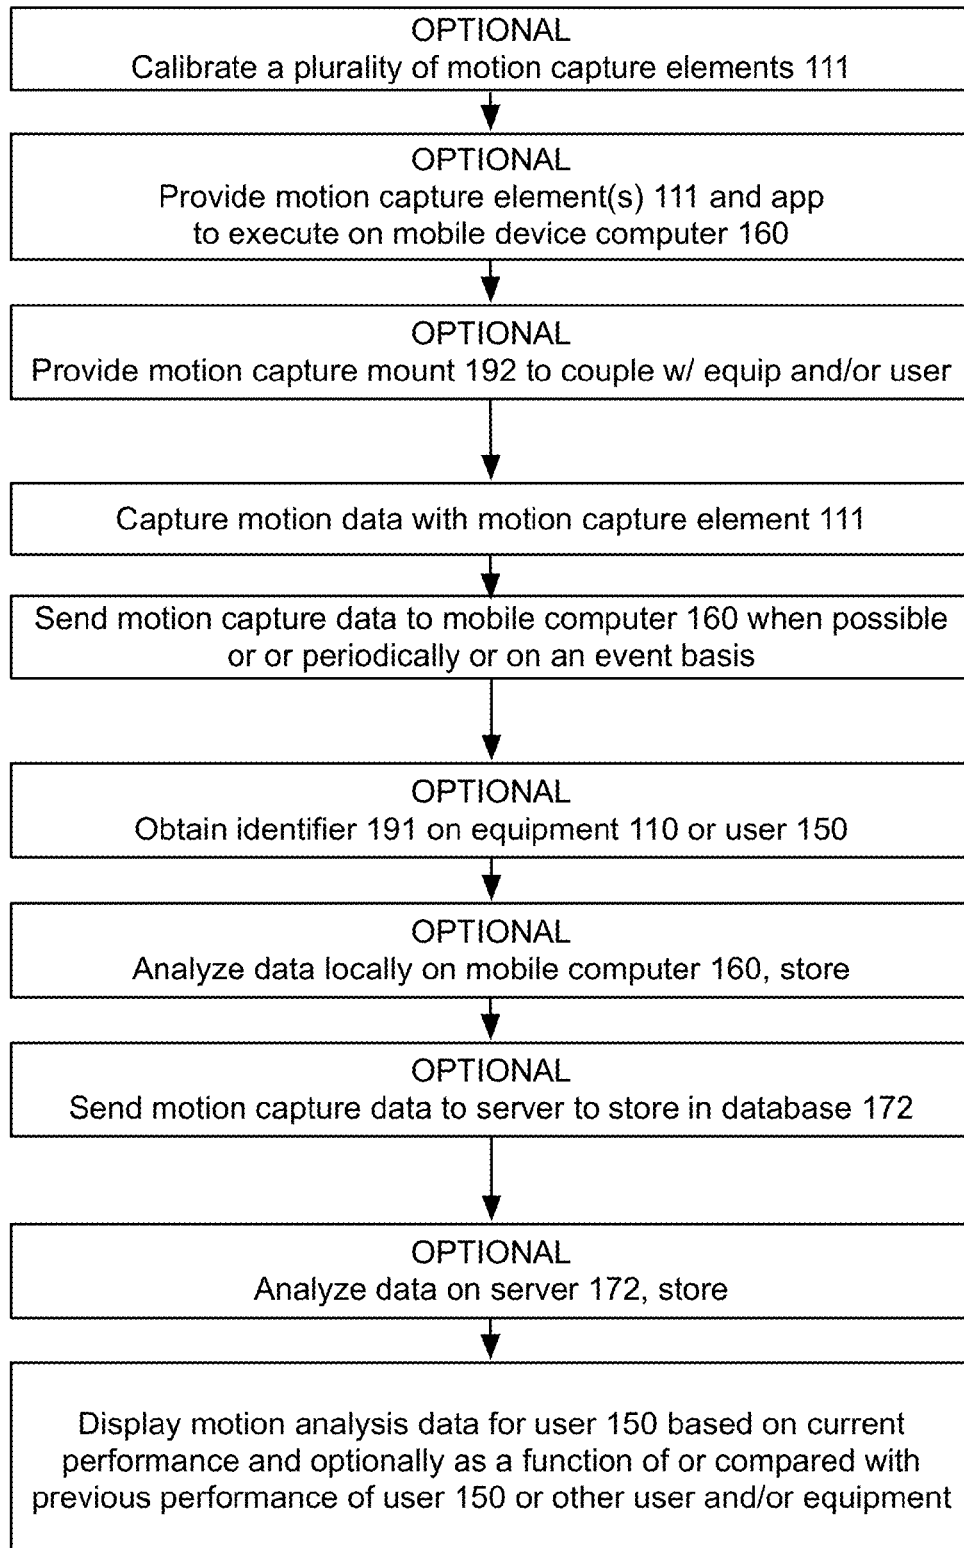 OPTIONAL
Calibrate a plurality of motion capture elements 111
OPTIONAL
Provide motion capture element(s) 111 and app
to execute on mobile device computer 160
OPTIONAL
Provide motion capture mount 192 to couple w/ equip and/or user
Capture motion data with motion capture element 111
Send motion capture data to mobile computer 160 when possible
or or periodically or on an event basis
OPTIONAL
Obtain identifier 191 on equipment 110 or user 150
OPTIONAL
Analyze data locally on mobile computer 160, store
OPTIONAL
Send motion capture data to server to store in database 172
OPTIONAL
Analyze data on server 172, store
Display motion analysis data for user 150 based on current
performance and optionally as a function of or compared with
previous performance of user 150 or other user and/or equipment